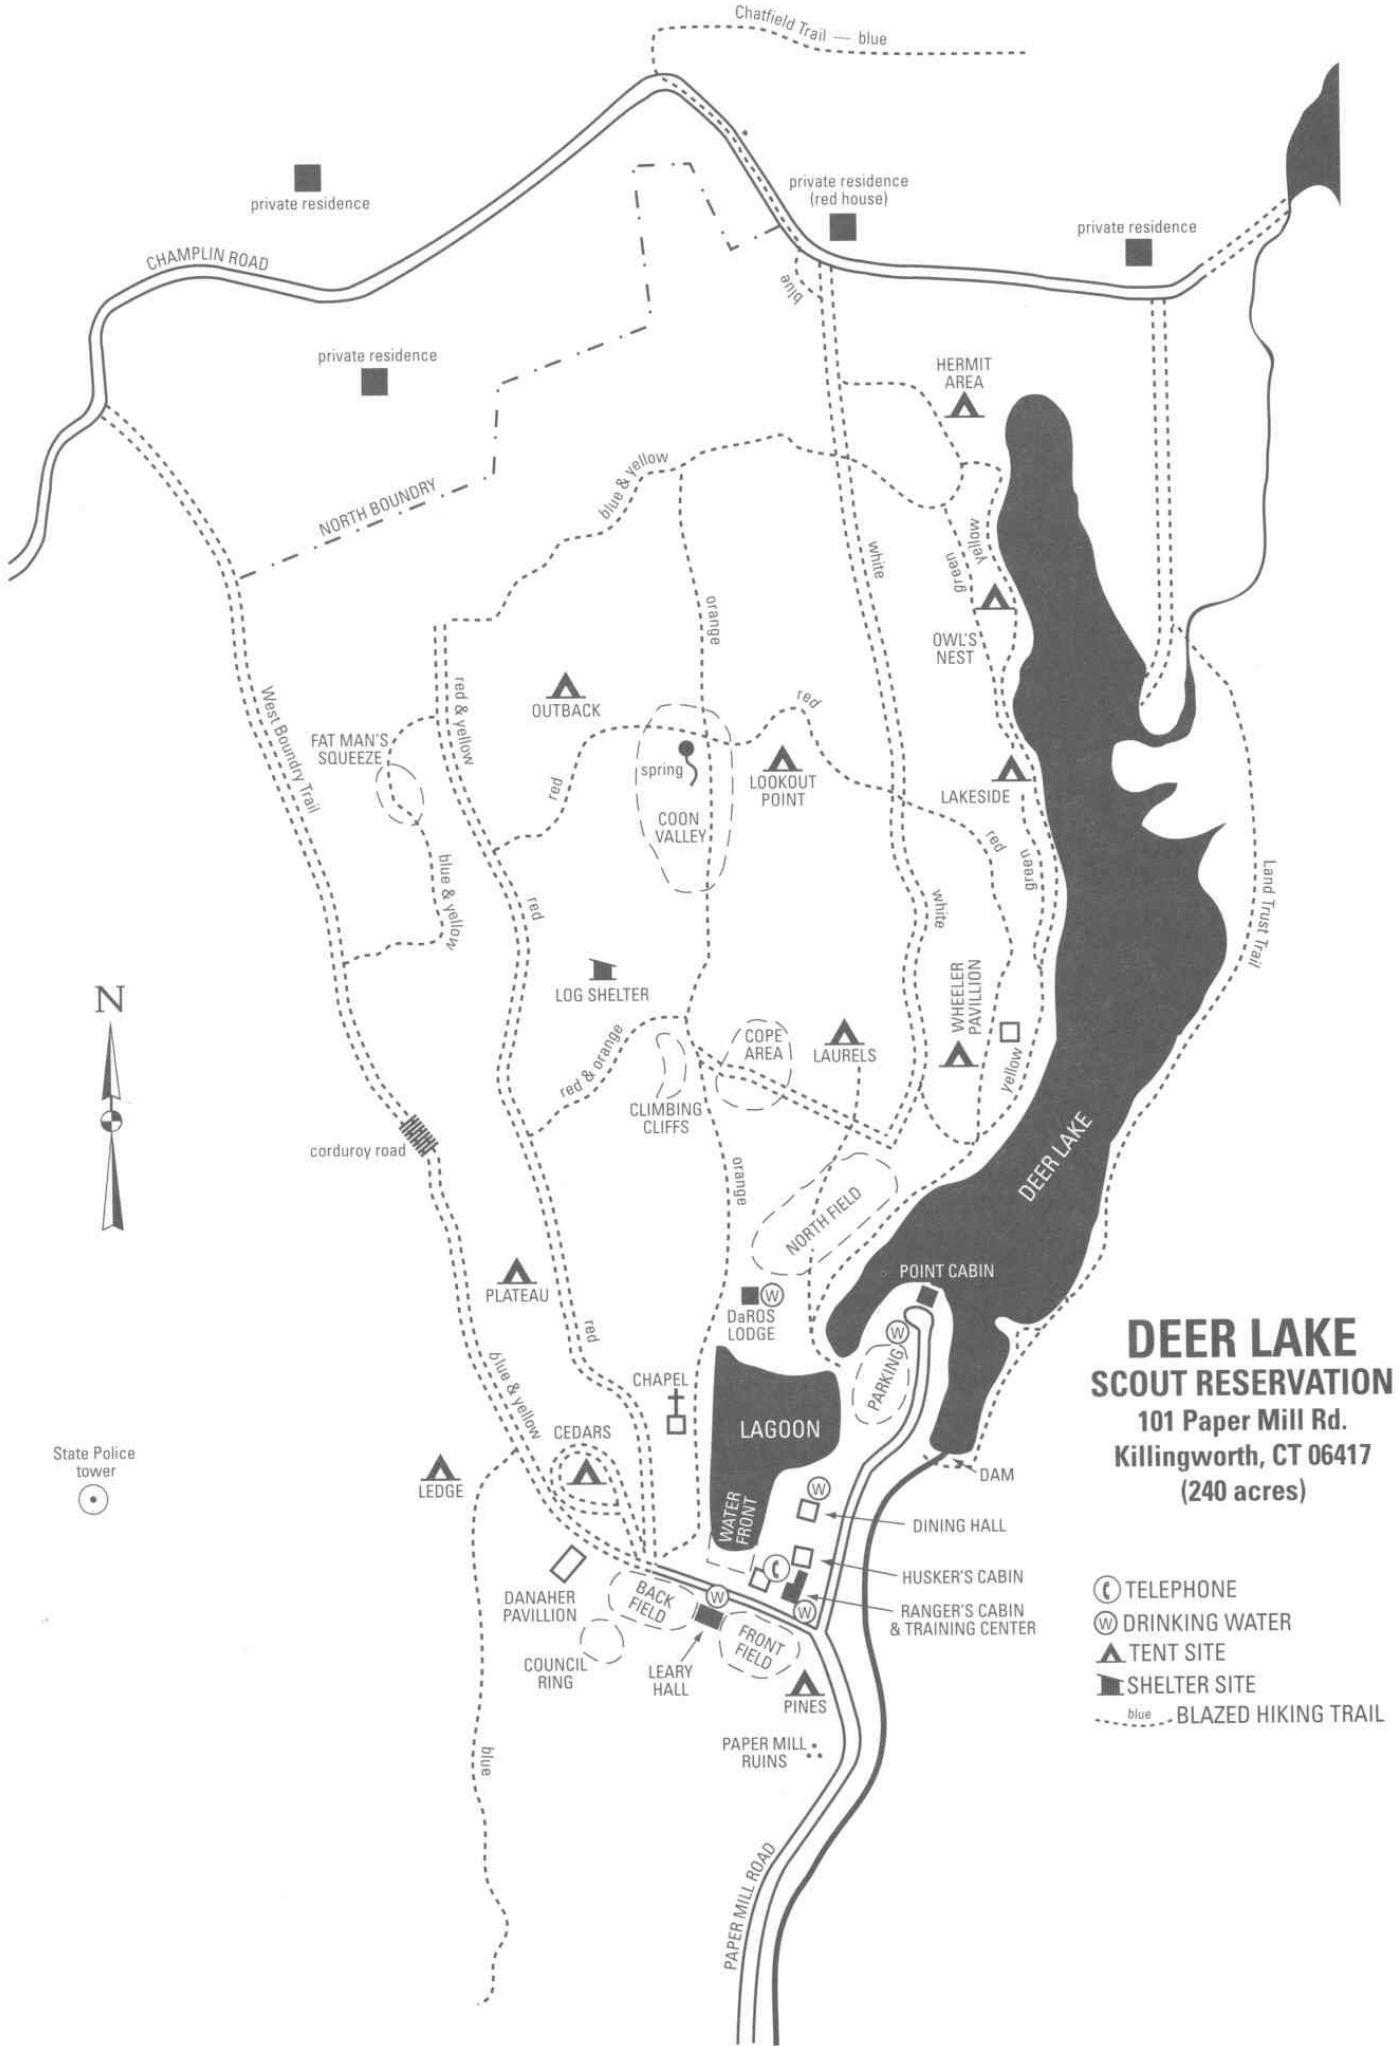 Chatfield Trail — blue
private residence
private residence
(red house)
private residence
CHAMPLIN ROAD
blue
private residence
HERMIT
AREA
blue & yellow
NORTH BOUNDRY
yellow
green
white
orange
OWL'S
NEST
West Boundry Trail
red & yellow
OUTBACK
red
FAT MAN'S
SQUEEZE
spring
LOOKOUT
POINT
LAKESIDE
red
COON
VALLEY
red
green
blue & yellow
red
white
Land Trust Trail
N
LOG SHELTER
WHEELER
PAVILLION
COPE
AREA
LAURELS
red & orange
yellow
CLIMBING
CLIFFS
corduroy road
orange
DEER LAKE
NORTH FIELD
PLATEAU
POINT CABIN
W
DaROS
LODGE
red
W
PARKING
blue & yellow
CHAPEL
LAGOON
CEDARS
State Police
tower
LEDGE
DAM
W
WATER
FRONT
DINING HALL
HUSKER'S CABIN
DANAHER
PAVILLION
BACK
FIELD
W
W
RANGER'S CABIN
& TRAINING CENTER
FRONT
FIELD
COUNCIL
RING
LEARY
HALL
PINES
PAPER MILL
RUINS
blue
PAPER MILL ROAD
DEER LAKE
SCOUT RESERVATION
101 Paper Mill Rd.
Killingworth, CT 06417
(240 acres)
TELEPHONE
W DRINKING WATER
TENT SITE
SHELTER SITE
blue BLAZED HIKING TRAIL